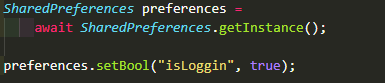 SharedPreferences preferences =
await SharedPreferences.getInstance();
preferences.setBool("isLoggin", true);